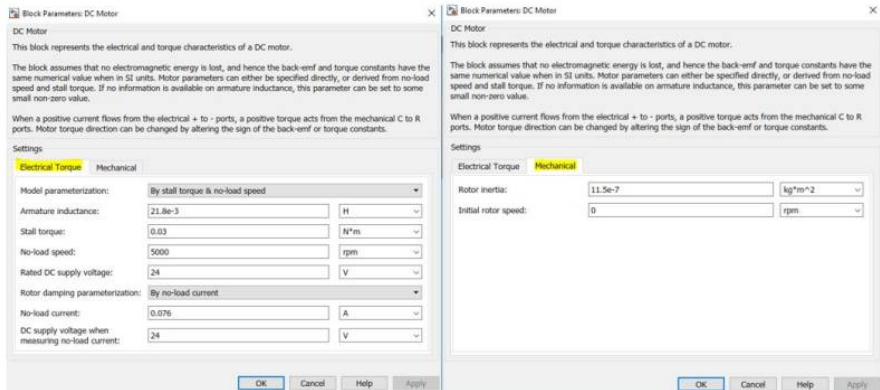 Block Parameters: DC Motor
DC Motor
This block represents the electrical and torque characteristics of a DC motor.
The block assumes that no electromagnetic energy is lost, and hence the back-emf and torque constants have the
same numerical value when in SI units. Motor parameters can either be specified directly, or derived from no-load
speed and stall torque. If no information is available on armature inductance, this parameter can be set to some
small non-zero value.
When a positive current flows from the electrical + to - ports, a positive torque acts from the mechanical C to R
ports. Motor torque direction can be changed by altering the sign of the back-emf or torque constants.
Settings
Electrical Torque Mechanical
Model parameterization: By stall torque & no-load speed
Armature inductance: 21.8e-3 H
Stall torque: 0.03 N*m
No-load speed: 5000 rpm
Rated DC supply voltage: 24 V
Rotor damping parameterization: By no-load current
No-load current: 0.076 A
DC supply voltage when
measuring no-load current: 24 V
OK Cancel Help Apply
Block Parameters: DC Motor
DC Motor
This block represents the electrical and torque characteristics of a DC motor.
The block assumes that no electromagnetic energy is lost, and hence the back-emf and torque constants have the
same numerical value when in SI units. Motor parameters can either be specified directly, or derived from no-load
speed and stall torque. If no information is available on armature inductance, this parameter can be set to some
small non-zero value.
When a positive current flows from the electrical + to - ports, a positive torque acts from the mechanical C to R
ports. Motor torque direction can be changed by altering the sign of the back-emf or torque constants.
Settings
Electrical Torque Mechanical
Rotor inertia: 11.5e-7 kg*m^2
Initial rotor speed: 0 rpm
OK Cancel Help Apply